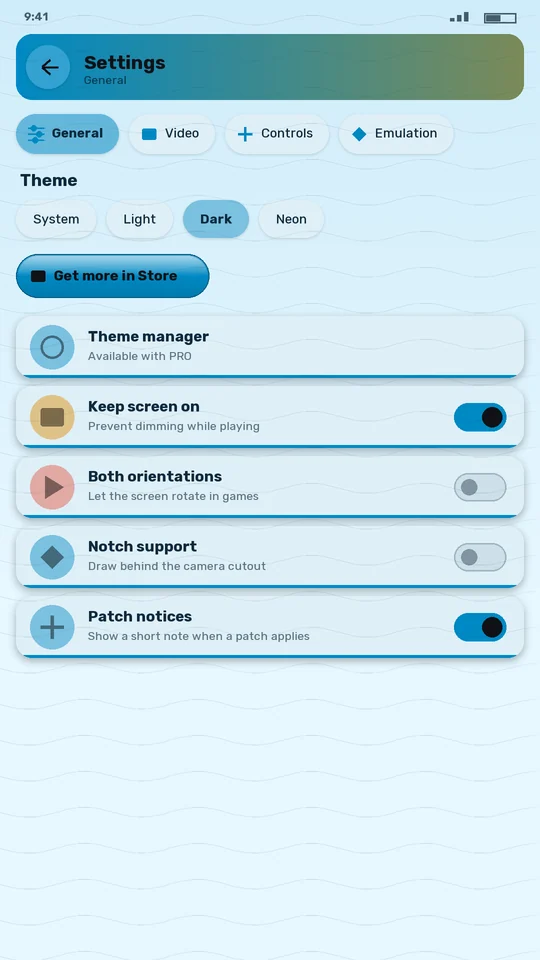 9:41
Settings
General
General
Video
Controls
Emulation
Theme
System
Light
Dark
Neon
Get more in Store
Theme manager
Available with PRO
Keep screen on
Prevent dimming while playing
Both orientations
Let the screen rotate in games
Notch support
Draw behind the camera cutout
Patch notices
Show a short note when a patch applies